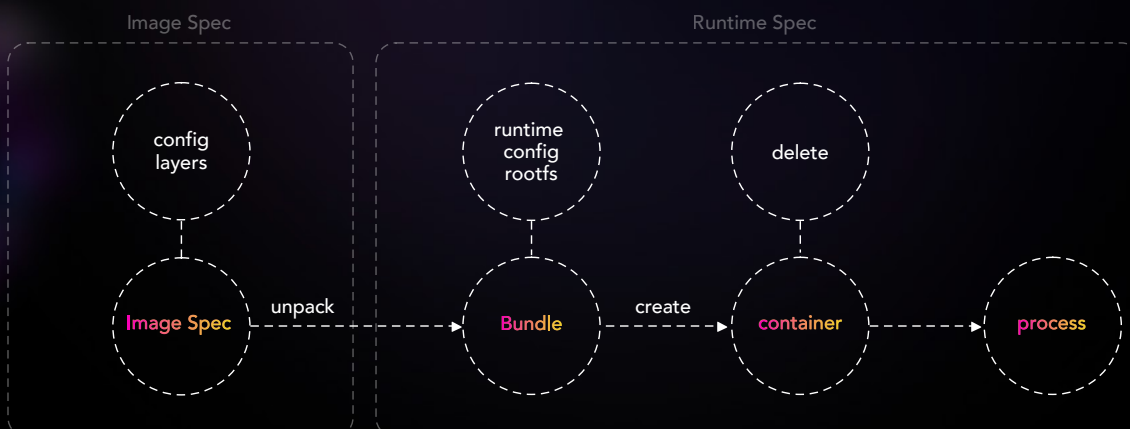 Image Spec
Runtime Spec
config
layers
runtime
config
rootfs
delete
Image Spec
unpack
Bundle
create
container
process